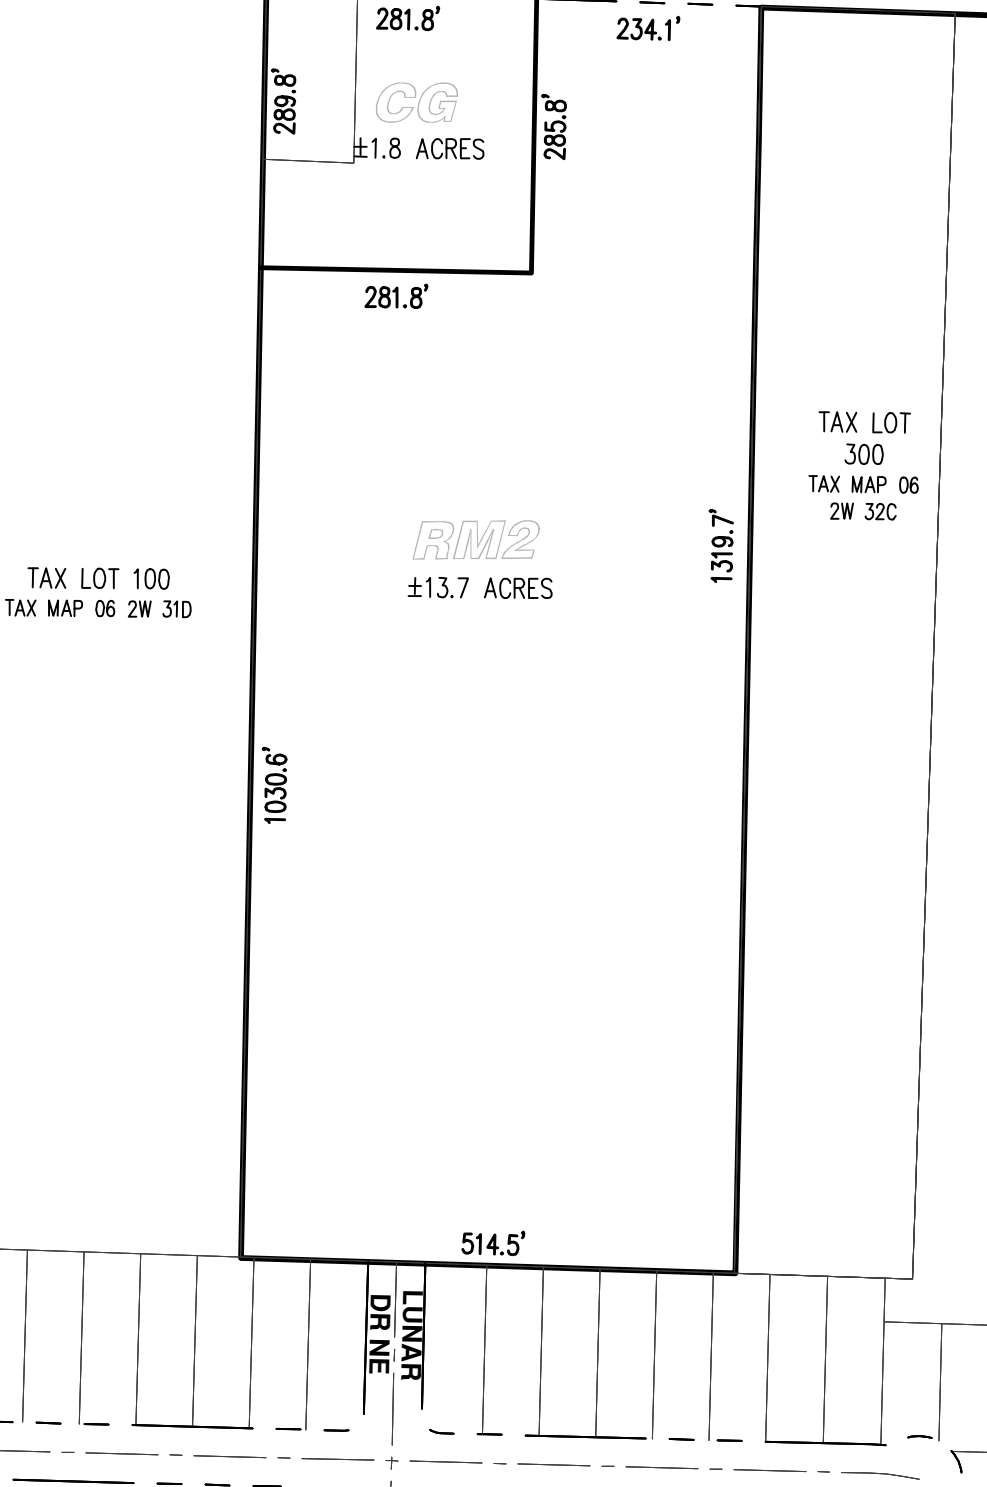 281.8’
234.1’
289.8’
CG
±1.8 ACRES
285.8’
281.8’
TAX LOT
300
TAX MAP 06
2W 32C
RM2
±13.7 ACRES
1319.7’
TAX LOT 100
TAX MAP 06 2W 31D
1030.6’
514.5’
LUNAR
DR NE